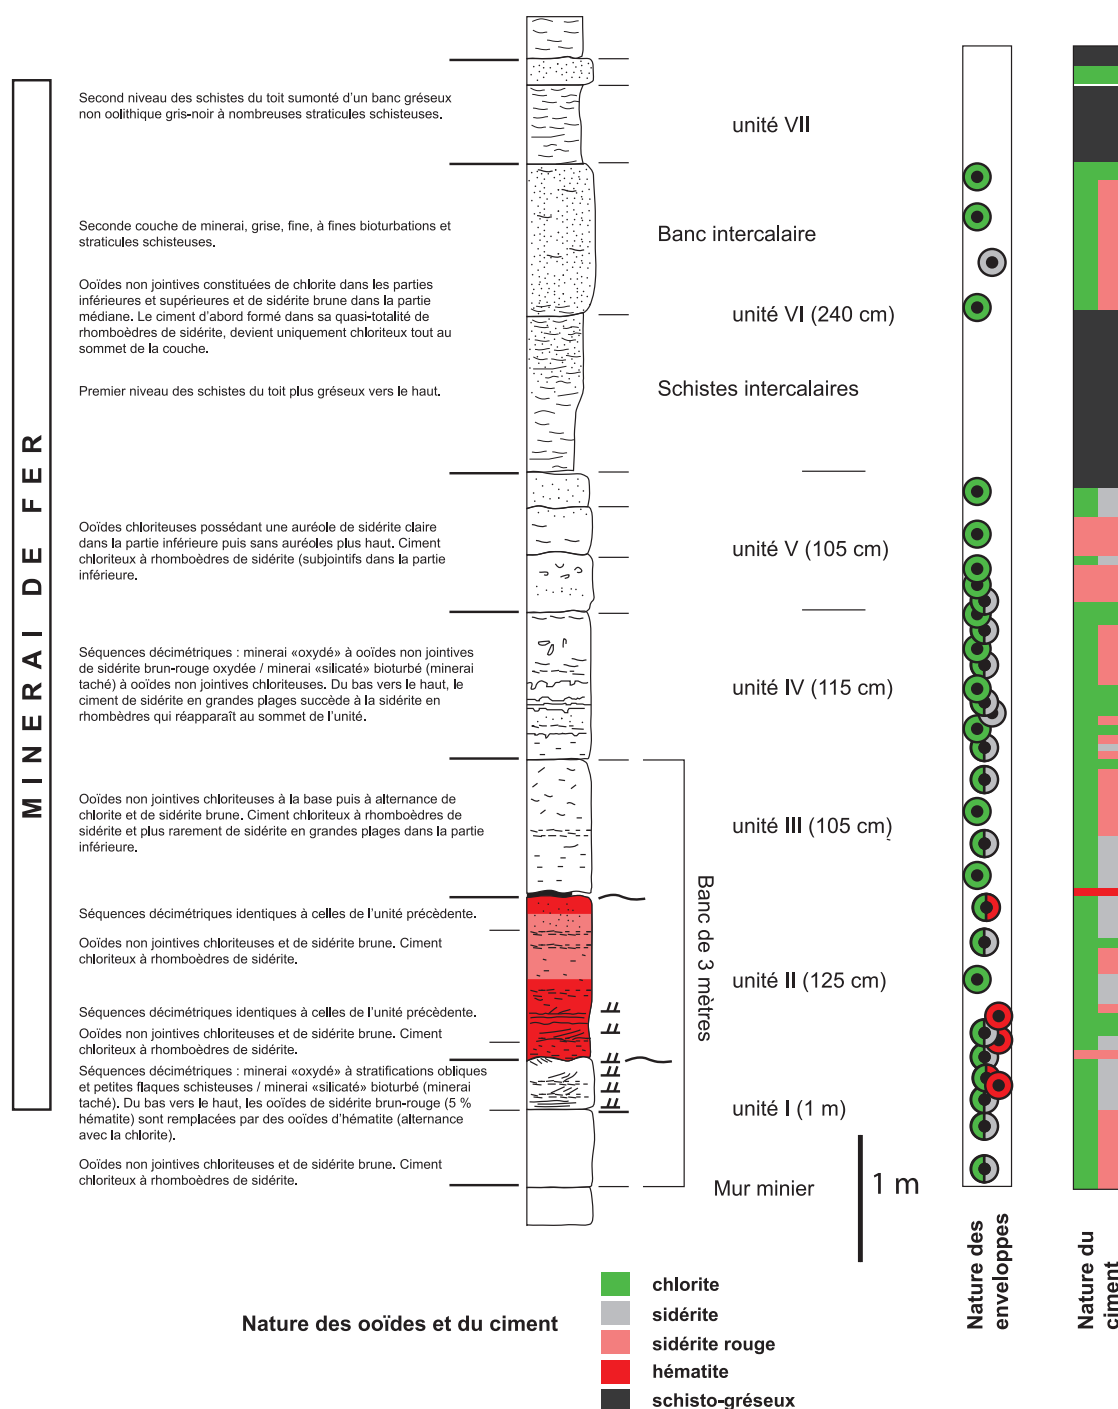 MINERAI DE FER
Second niveau des schistes du toit sumonté d'un banc gréseux
non oolithique gris-noir à nombreuses straticules schisteuses.
unité VII
Seconde couche de minerai, grise, fine, à fines bioturbations et
straticules schisteuses.
Banc intercalaire
Ooïdes non jointives constituées de chlorite dans les parties
inférieures et supérieures et de sidérite brune dans la partie
médiane. Le ciment d'abord formé dans sa quasi-totalité de
rhomboèdres de sidérite, devient uniquement chloriteux tout au
sommet de la couche.
unité VI (240 cm)
Premier niveau des schistes du toit plus gréseux vers le haut.
Schistes intercalaires
Ooïdes chloriteuses possédant une auréole de sidérite claire
dans la partie inférieure puis sans auréoles plus haut. Ciment
chloriteux à rhomboèdres de sidérite (subjointifs dans la partie
inférieure.
unité V (105 cm)
Séquences décimétriques : minerai «oxydé» à ooïdes non jointives
de sidérite brun-rouge oxydée / minerai «silicaté» bioturbé (minerai
taché) à ooïdes non jointives chloriteuses. Du bas vers le haut, le
ciment de sidérite en grandes plages succède à la sidérite en
rhombèdres qui réapparaît au sommet de l'unité.
unité IV (115 cm)
Ooïdes non jointives chloriteuses à la base puis à alternance de
chlorite et de sidérite brune. Ciment chloriteux à rhomboèdres de
sidérite et plus rarement de sidérite en grandes plages dans la partie
inférieure.
unité III (105 cm)
Banc de 3 mètres
Séquences décimétriques identiques à celles de l'unité précèdente.
Ooïdes non jointives chloriteuses et de sidérite brune. Ciment
chloriteux à rhomboèdres de sidérite.
unité II (125 cm)
Séquences décimétriques identiques à celles de l'unité précèdente.
Ooïdes non jointives chloriteuses et de sidérite brune. Ciment
chloriteux à rhomboèdres de sidérite.
Séquences décimétriques : minerai «oxydé» à stratifications obliques
et petites flaques schisteuses / minerai «silicaté» bioturbé (minerai
taché). Du bas vers le haut, les ooïdes de sidérite brun-rouge (5 %
hématite) sont remplacées par des ooïdes d'hématite (alternance
avec la chlorite).
unité I (1 m)
Ooïdes non jointives chloriteuses et de sidérite brune. Ciment
chloriteux à rhomboèdres de sidérite.
Mur minier
1 m
Nature des
enveloppes
Nature du
ciment
Nature des ooïdes et du ciment
chlorite
sidérite
sidérite rouge
hématite
schisto-gréseux